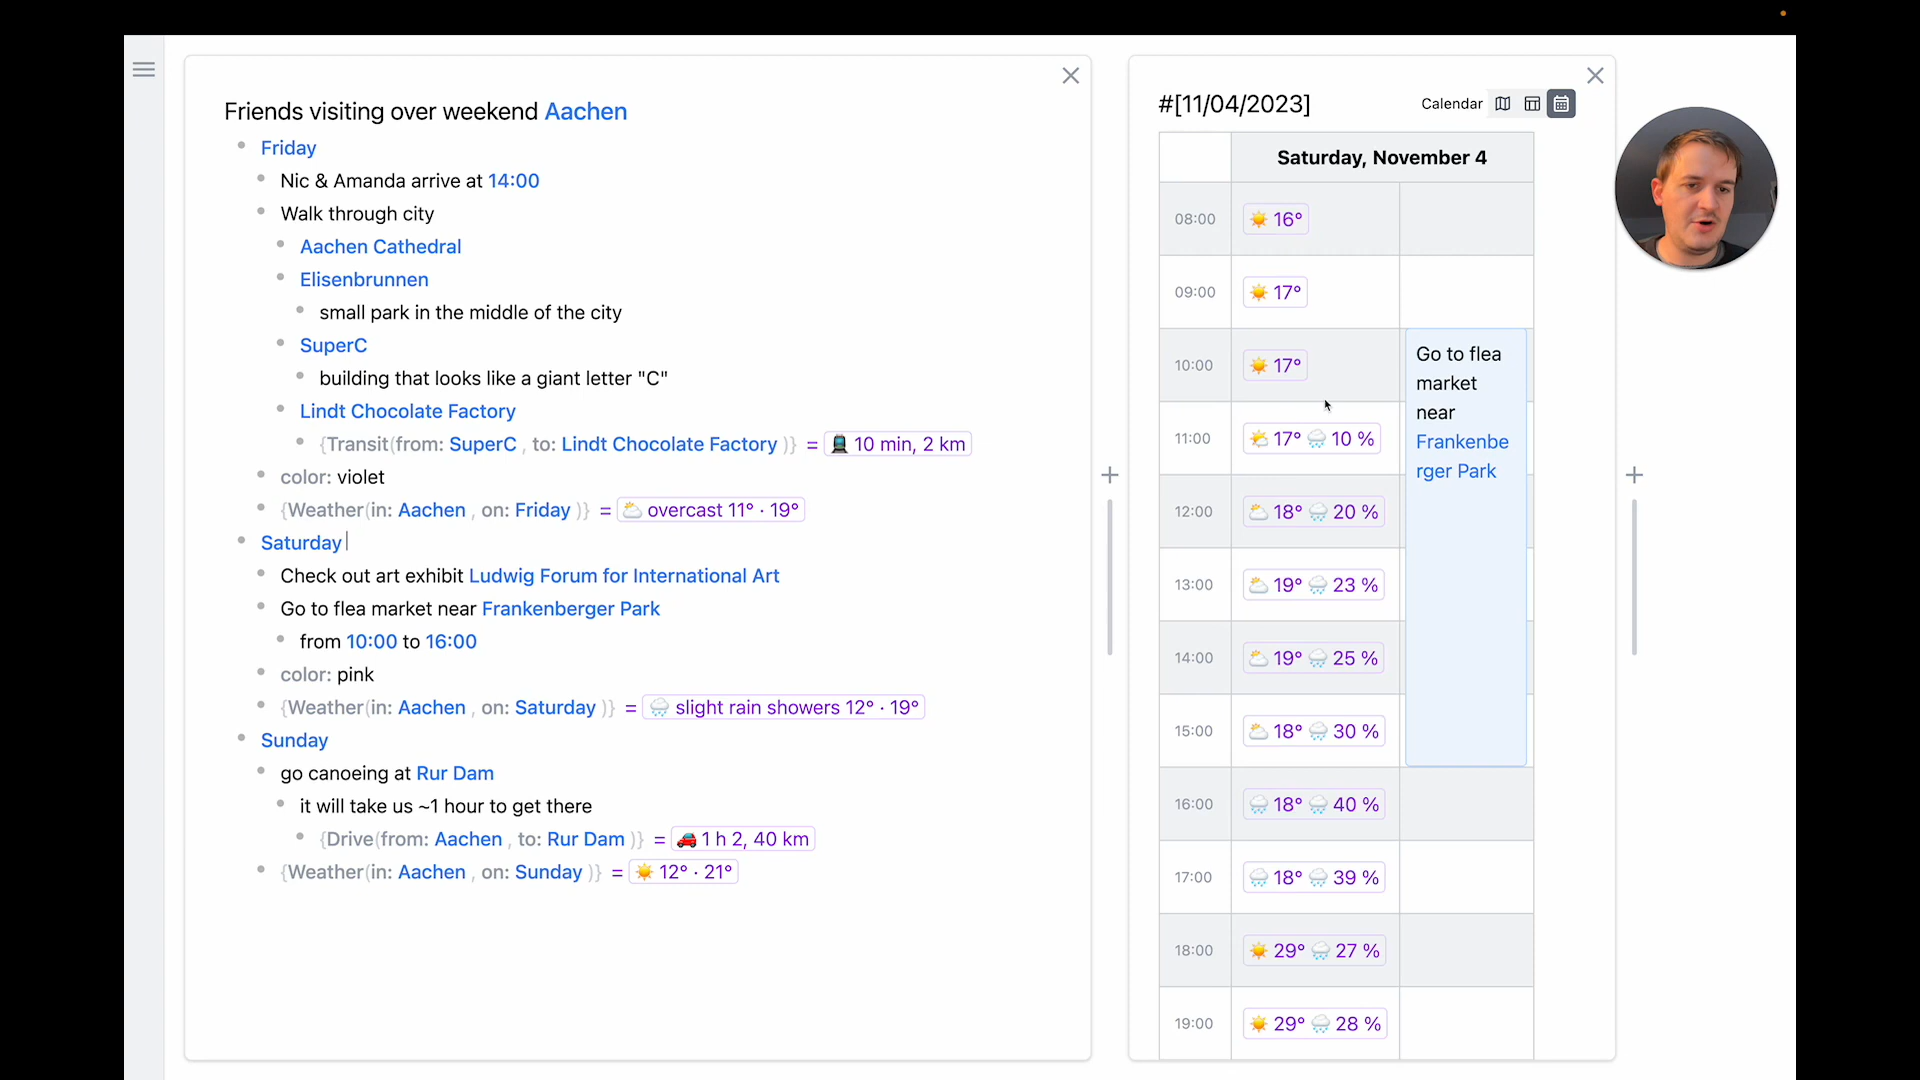 Friends visiting over weekend Aachen
Friday
Nic & Amanda arrive at 14:00
Walk through city
Aachen Cathedral
Elisenbrunnen
small park in the middle of the city
SuperC
building that looks like a giant letter "C"
Lindt Chocolate Factory
{Transit(from: SuperC , to: Lindt Chocolate Factory )} = 🚆 10 min, 2 km
color: violet
{Weather(in: Aachen , on: Friday )} = 🌥️ overcast 11° · 19°
Saturday
Check out art exhibit Ludwig Forum for International Art
Go to flea market near Frankenberger Park
from 10:00 to 16:00
color: pink
{Weather(in: Aachen , on: Saturday )} = 🌧️ slight rain showers 12° · 19°
Sunday
go canoeing at Rur Dam
it will take us ~1 hour to get there
{Drive(from: Aachen , to: Rur Dam )} = 🚗 1 h 2, 40 km
{Weather(in: Aachen , on: Sunday )} = ☀️ 12° · 21°
#[11/04/2023]
Calendar
Saturday, November 4
08:00 ☀️ 16°
09:00 ☀️ 17°
10:00 ☀️ 17°
11:00 🌤️ 17° 🌧️ 10 %
12:00 🌥️ 18° 🌧️ 20 %
13:00 🌥️ 19° 🌧️ 23 %
14:00 🌥️ 19° 🌧️ 25 %
15:00 🌥️ 18° 🌧️ 30 %
16:00 🌧️ 18° 🌧️ 40 %
17:00 🌧️ 18° 🌧️ 39 %
18:00 ☀️ 29° 🌧️ 27 %
19:00 ☀️ 29° 🌧️ 28 %
Go to flea
market
near
Frankenbe
rger Park